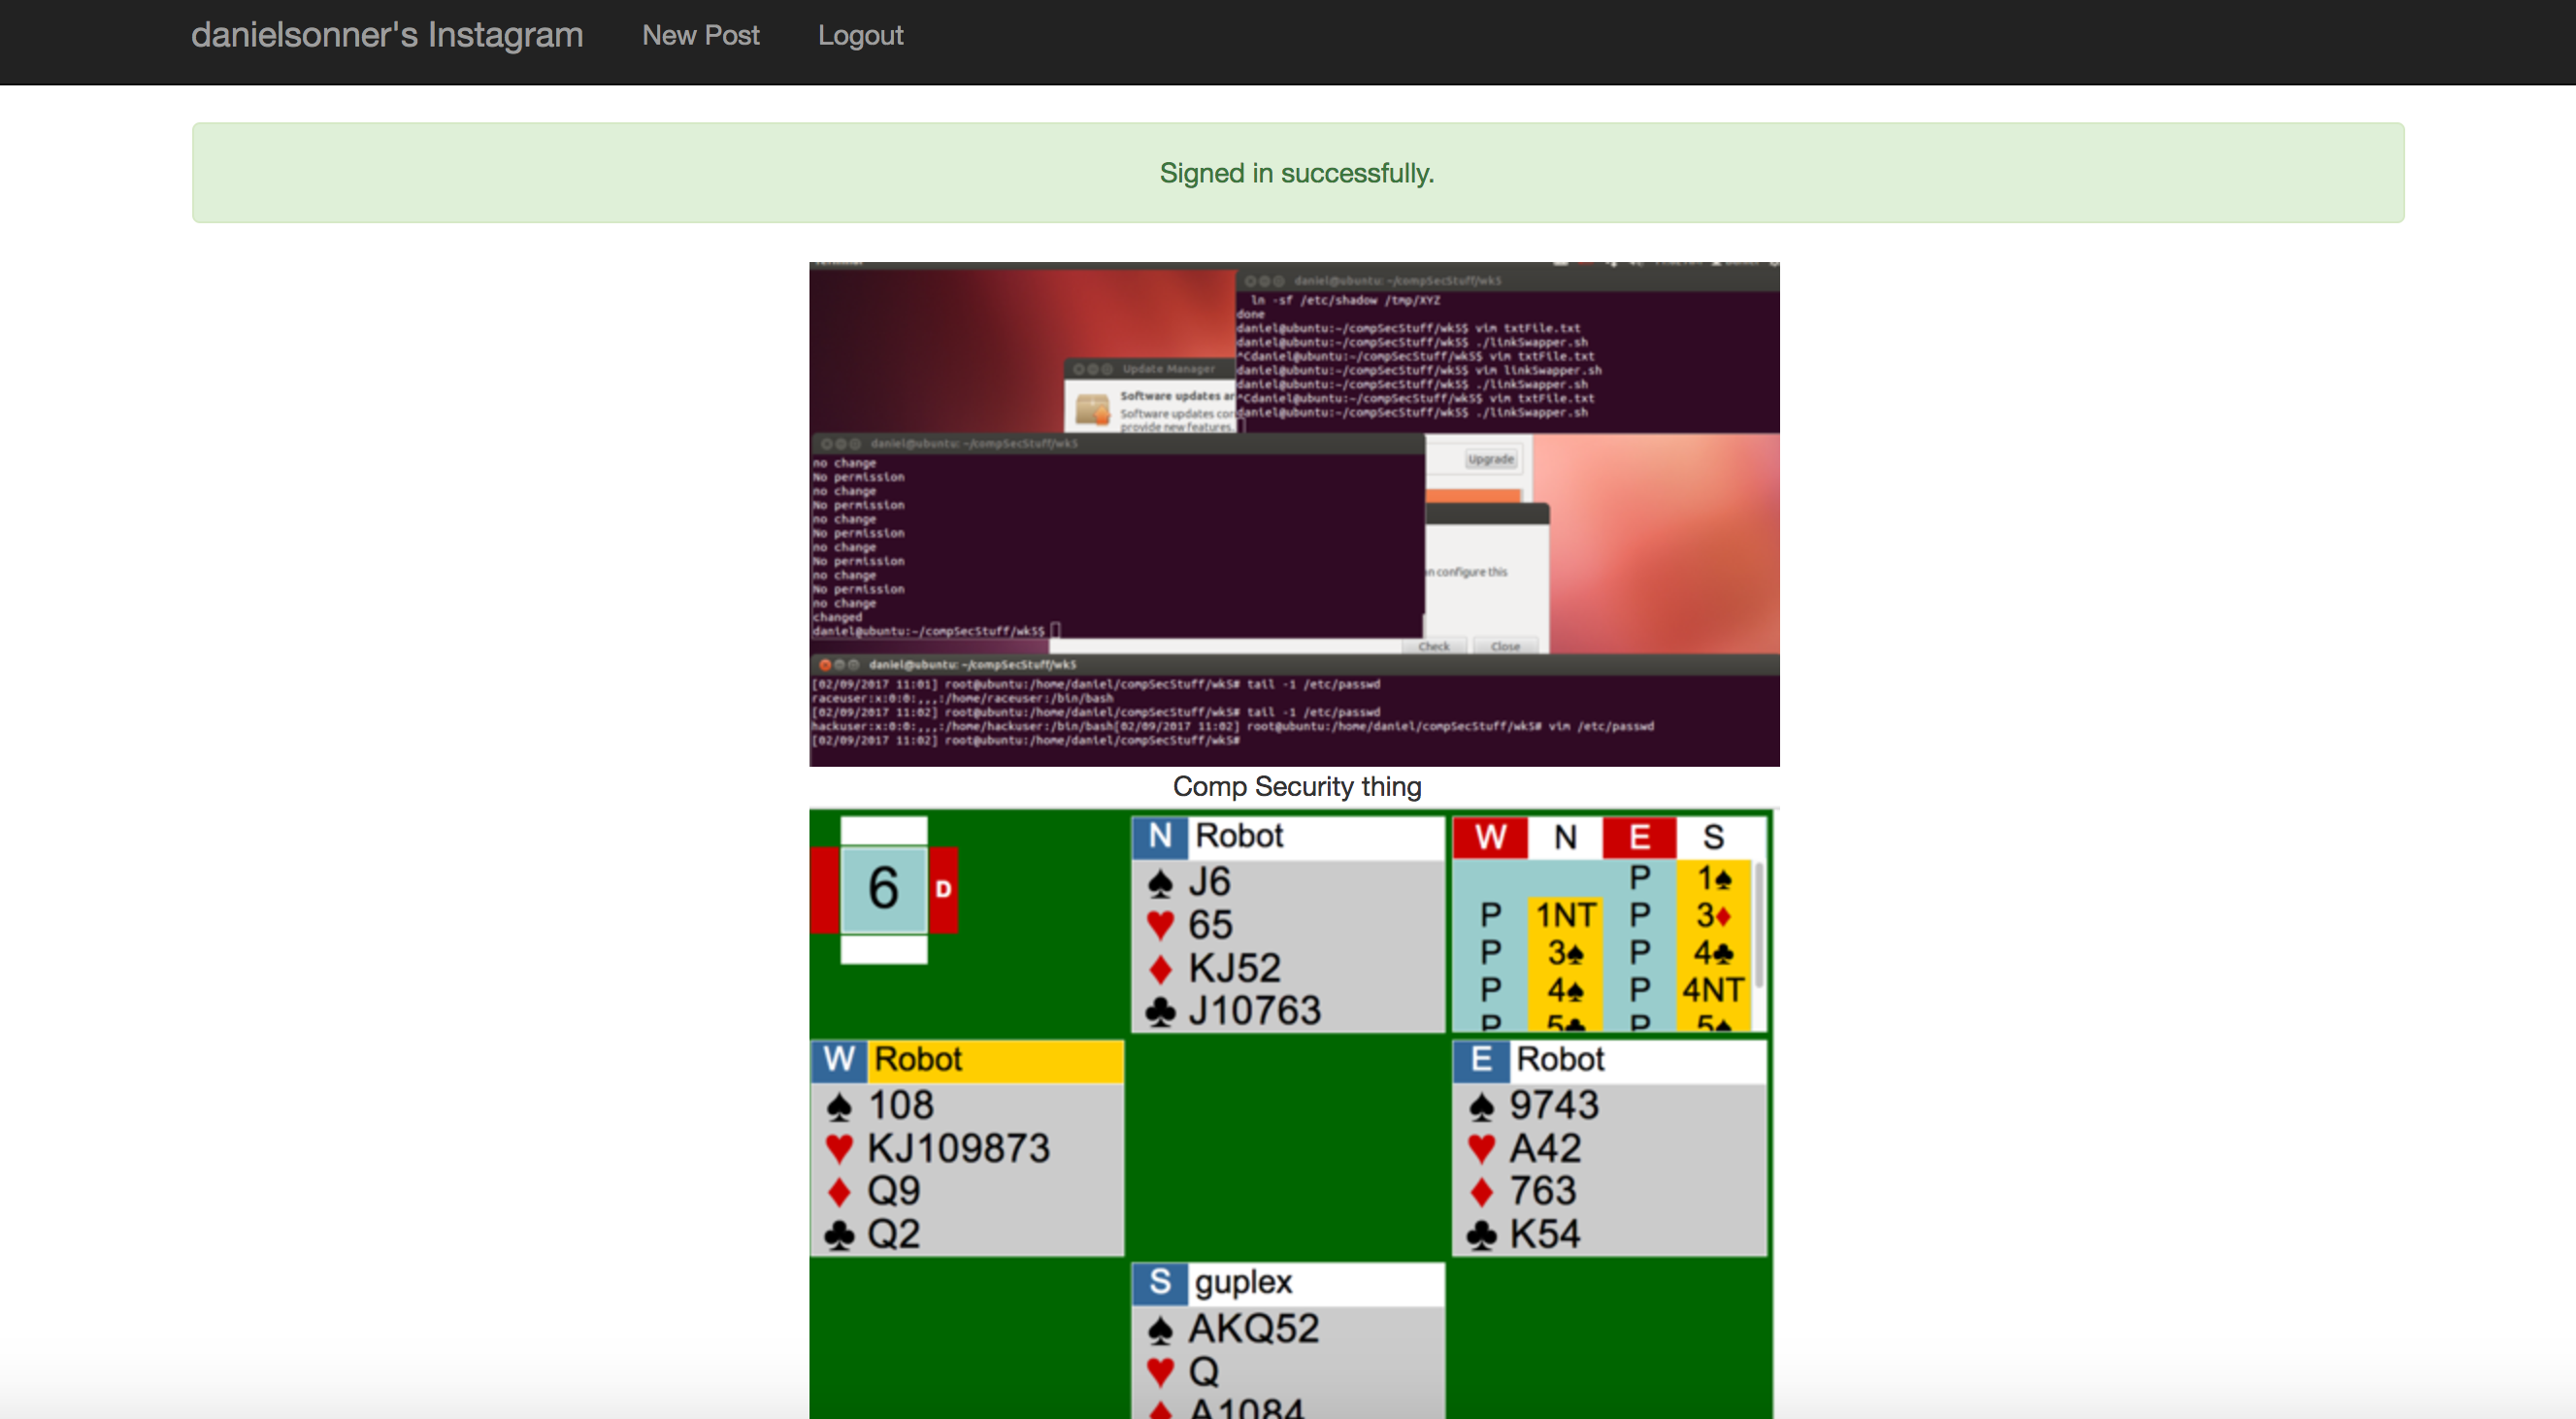 danielsonner's Instagram New Post Logout
Signed in successfully.
daniel@ubuntu: ~/compSecStuff/wk5
ln -sf /etc/shadow /tmp/XYZ
done
daniel@ubuntu:~/compSecStuff/wk5$ vim txtFile.txt
daniel@ubuntu:~/compSecStuff/wk5$ ./linkSwapper.sh
^Cdaniel@ubuntu:~/compSecStuff/wk5$ vim txtFile.txt
daniel@ubuntu:~/compSecStuff/wk5$ vim linkSwapper.sh
daniel@ubuntu:~/compSecStuff/wk5$ ./linkSwapper.sh
^Cdaniel@ubuntu:~/compSecStuff/wk5$ vim txtFile.txt
daniel@ubuntu:~/compSecStuff/wk5$ ./linkSwapper.sh
Update Manager
Software updates ar
Software updates cor
provide new features.
Upgrade
n configure this
Check Close
daniel@ubuntu: ~/compSecStuff/wk5
no change
No permission
no change
No permission
no change
No permission
no change
No permission
no change
No permission
no change
changed
daniel@ubuntu:~/compSecStuff/wk5$
daniel@ubuntu: ~/compSecStuff/wk5
[02/09/2017 11:01] root@ubuntu:/home/daniel/compSecStuff/wk5# tail -1 /etc/passwd
raceuser:x:0:0:,,,:/home/raceuser:/bin/bash
[02/09/2017 11:02] root@ubuntu:/home/daniel/compSecStuff/wk5# tail -1 /etc/passwd
hackuser:x:0:0:,,,:/home/hackuser:/bin/bash[02/09/2017 11:02] root@ubuntu:/home/daniel/compSecStuff/wk5# vim /etc/passwd
[02/09/2017 11:02] root@ubuntu:/home/daniel/compSecStuff/wk5#
Comp Security thing
6 D
N Robot
♠ J6
♥ 65
♦ KJ52
♣ J10763
W N E S
P 1♠
P 1NT P 3♦
P 3♠ P 4♣
P 4♠ P 4NT
P 5♣ P 5♠
W Robot
♠ 108
♥ KJ109873
♦ Q9
♣ Q2
E Robot
♠ 9743
♥ A42
♦ 763
♣ K54
S guplex
♠ AKQ52
♥ Q
♦ A1084